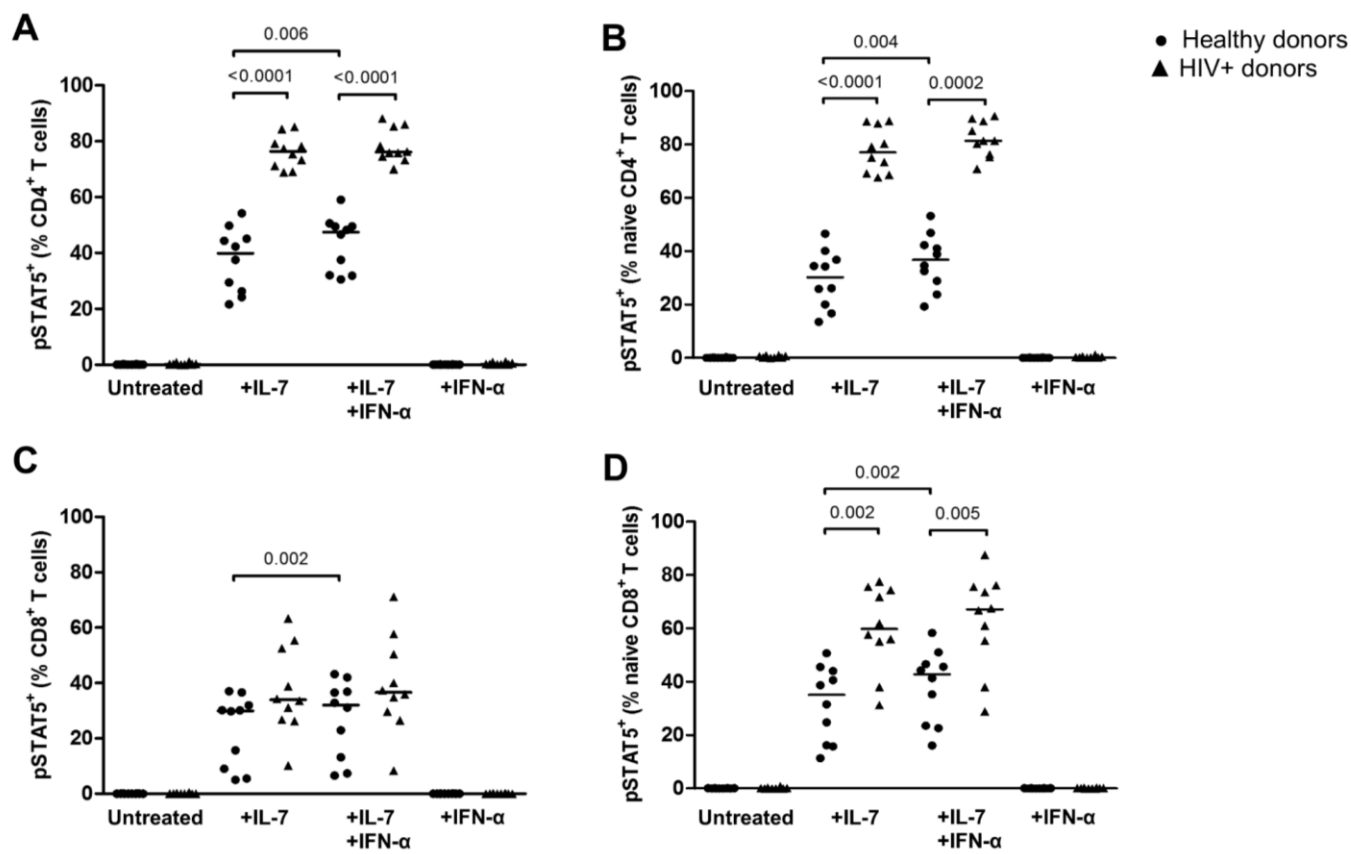 A
B
● Healthy donors
▲ HIV+ donors
0.006
<0.0001 <0.0001
pSTAT5⁺ (% CD4⁺ T cells)
100
80
60
40
20
0
Untreated +IL-7 +IL-7 +IFN-α
+IFN-α
0.004
<0.0001 0.0002
pSTAT5⁺ (% naive CD4⁺ T cells)
100
80
60
40
20
0
Untreated +IL-7 +IL-7 +IFN-α
+IFN-α
C
0.002
pSTAT5⁺ (% CD8⁺ T cells)
100
80
60
40
20
0
Untreated +IL-7 +IL-7 +IFN-α
+IFN-α
D
0.002
0.002 0.005
pSTAT5⁺ (% naive CD8⁺ T cells)
100
80
60
40
20
0
Untreated +IL-7 +IL-7 +IFN-α
+IFN-α